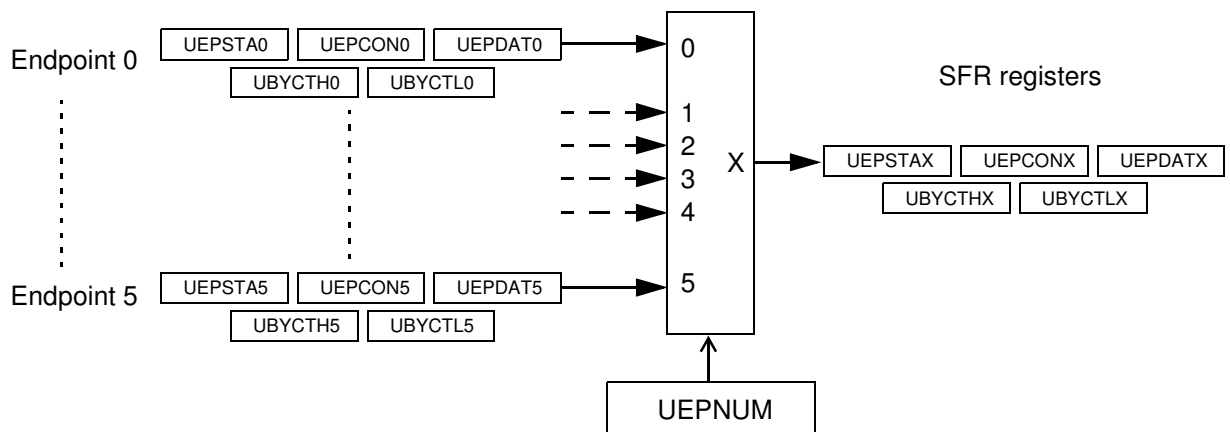 Endpoint 0
UEPSTA0 UEPCON0 UEPDAT0
UBYCTH0 UBYCTL0
0
1
2
3
4
5
X
SFR registers
UEPSTAX UEPCONX UEPDATX
UBYCTHX UBYCTLX
Endpoint 5
UEPSTA5 UEPCON5 UEPDAT5
UBYCTH5 UBYCTL5
UEPNUM